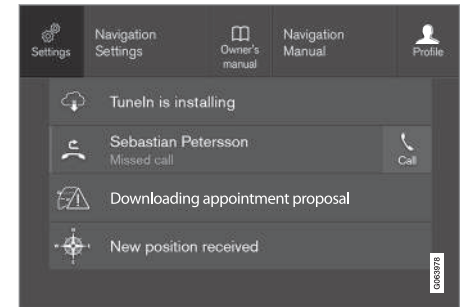 Settings
Navigation
Settings
Owner's
manual
Navigation
Manual
Profile
TuneIn is installing
Sebastian Petersson
Missed call
Call
Downloading appointment proposal
New position received
G063978